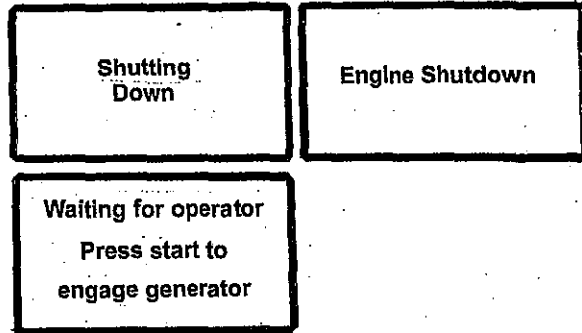 Shutting
Down
Engine Shutdown
Waiting for operator
Press start to
engage generator